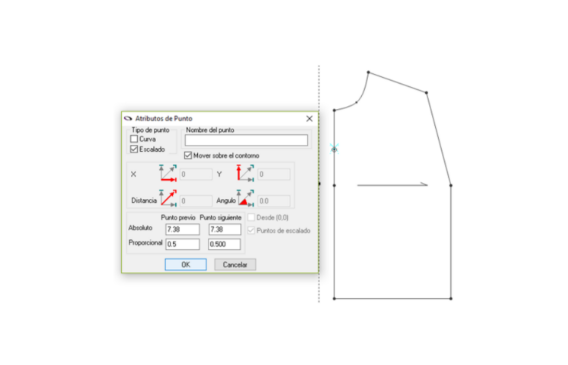 Atributos de Punto
Tipo de punto
Nombre del punto
Curva
Escalado
Mover sobre el contorno
X 0 Y 0
Distancia 0 Angulo 0.0
Punto previo Punto siguiente Desde (0,0)
Absoluto 7.38 7.38 Puntos de escalado
Proporcional 0.5 0.500
OK Cancelar